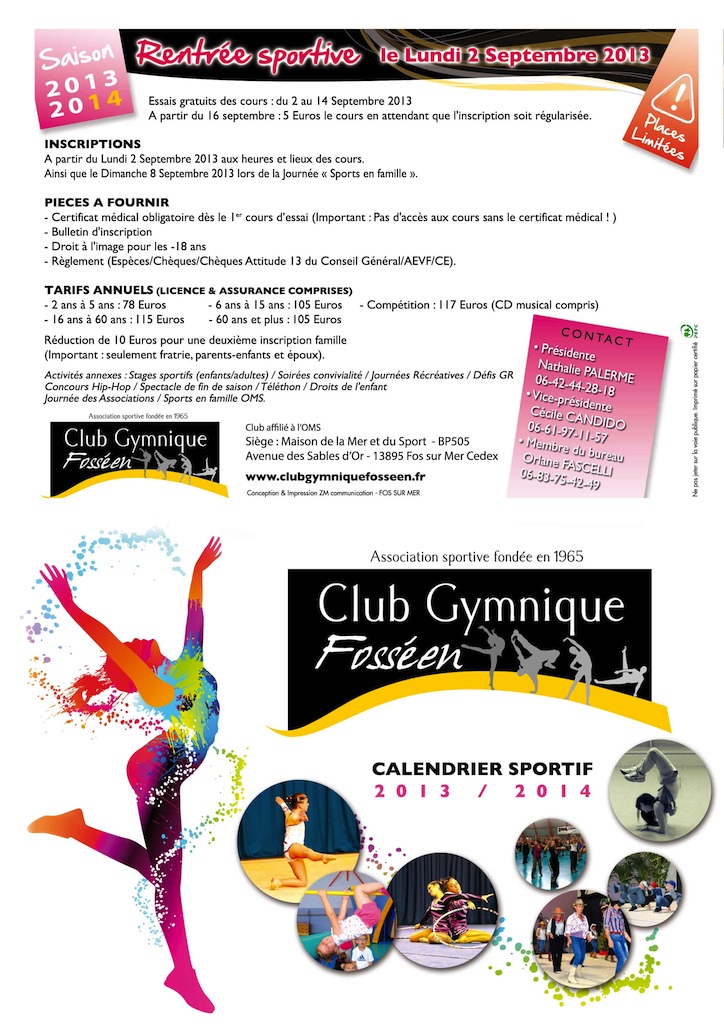 Saison
2013
2014
Rentrée sportive le Lundi 2 Septembre 2013
Places
Limitées
Essais gratuits des cours : du 2 au 14 Septembre 2013
A partir du 16 septembre : 5 Euros le cours en attendant que l'inscription soit régularisée.
INSCRIPTIONS
A partir du Lundi 2 Septembre 2013 aux heures et lieux des cours.
Ainsi que le Dimanche 8 Septembre 2013 lors de la Journée « Sports en famille ».
PIECES A FOURNIR
- Certificat médical obligatoire dès le 1er cours d'essai (Important : Pas d'accès aux cours sans le certificat médical ! )
- Bulletin d'inscription
- Droit à l'image pour les -18 ans
- Règlement (Espèces/Chèques/Chèques Attitude 13 du Conseil Général/AEVF/CE).
TARIFS ANNUELS (LICENCE & ASSURANCE COMPRISES)
- 2 ans à 5 ans : 78 Euros - 6 ans à 15 ans : 105 Euros - Compétition : 117 Euros (CD musical compris)
- 16 ans à 60 ans : 115 Euros - 60 ans et plus : 105 Euros
Réduction de 10 Euros pour une deuxième inscription famille
(Important : seulement fratrie, parents-enfants et époux).
Activités annexes : Stages sportifs (enfants/adultes) / Soirées convivialité / Journées Récréatives / Défis GR
Concours Hip-Hop / Spectacle de fin de saison / Téléthon / Droits de l'enfant
Journée des Associations / Sports en famille OMS.
CONTACT
• Présidente
Nathalie PALERME
06-42-44-28-18
• Vice-présidente
Cécile CANDIDO
06-61-97-11-57
• Membre du bureau
Orlane FASCELLI
06-83-75-42-49
PEFC
Ne pas jeter sur la voie publique. Imprimé sur papier certifié
Association sportive fondée en 1965
Club Gymnique
Fosséen
Club affilié à l'OMS
Siège : Maison de la Mer et du Sport - BP505
Avenue des Sables d'Or - 13895 Fos sur Mer Cedex
www.clubgymniquefosseen.fr
Conception & Impression ZM communication - FOS SUR MER
Association sportive fondée en 1965
Club Gymnique
Fosséen
CALENDRIER SPORTIF
2013 / 2014